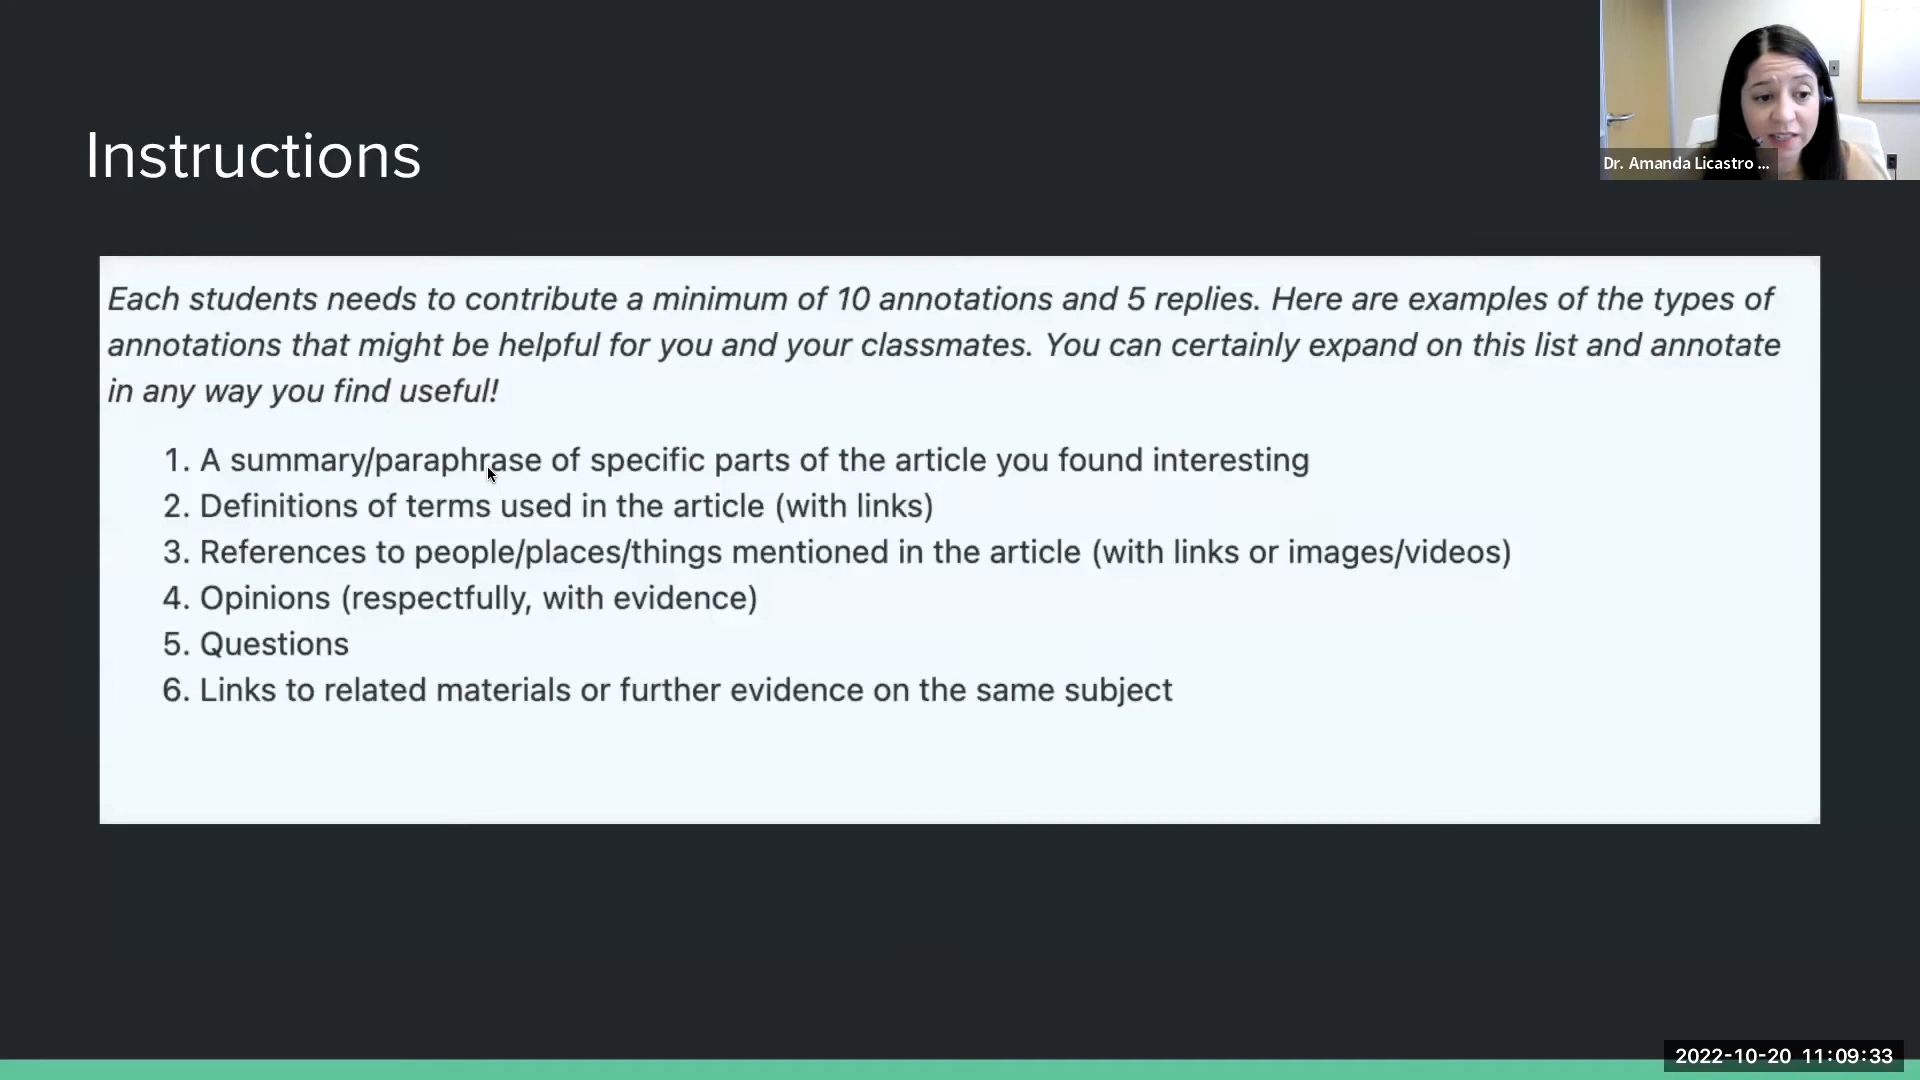 Instructions
Dr. Amanda Licastro ...
Each students needs to contribute a minimum of 10 annotations and 5 replies. Here are examples of the types of
annotations that might be helpful for you and your classmates. You can certainly expand on this list and annotate
in any way you find useful!
1. A summary/paraphrase of specific parts of the article you found interesting
2. Definitions of terms used in the article (with links)
3. References to people/places/things mentioned in the article (with links or images/videos)
4. Opinions (respectfully, with evidence)
5. Questions
6. Links to related materials or further evidence on the same subject
2022-10-20 11:09:33